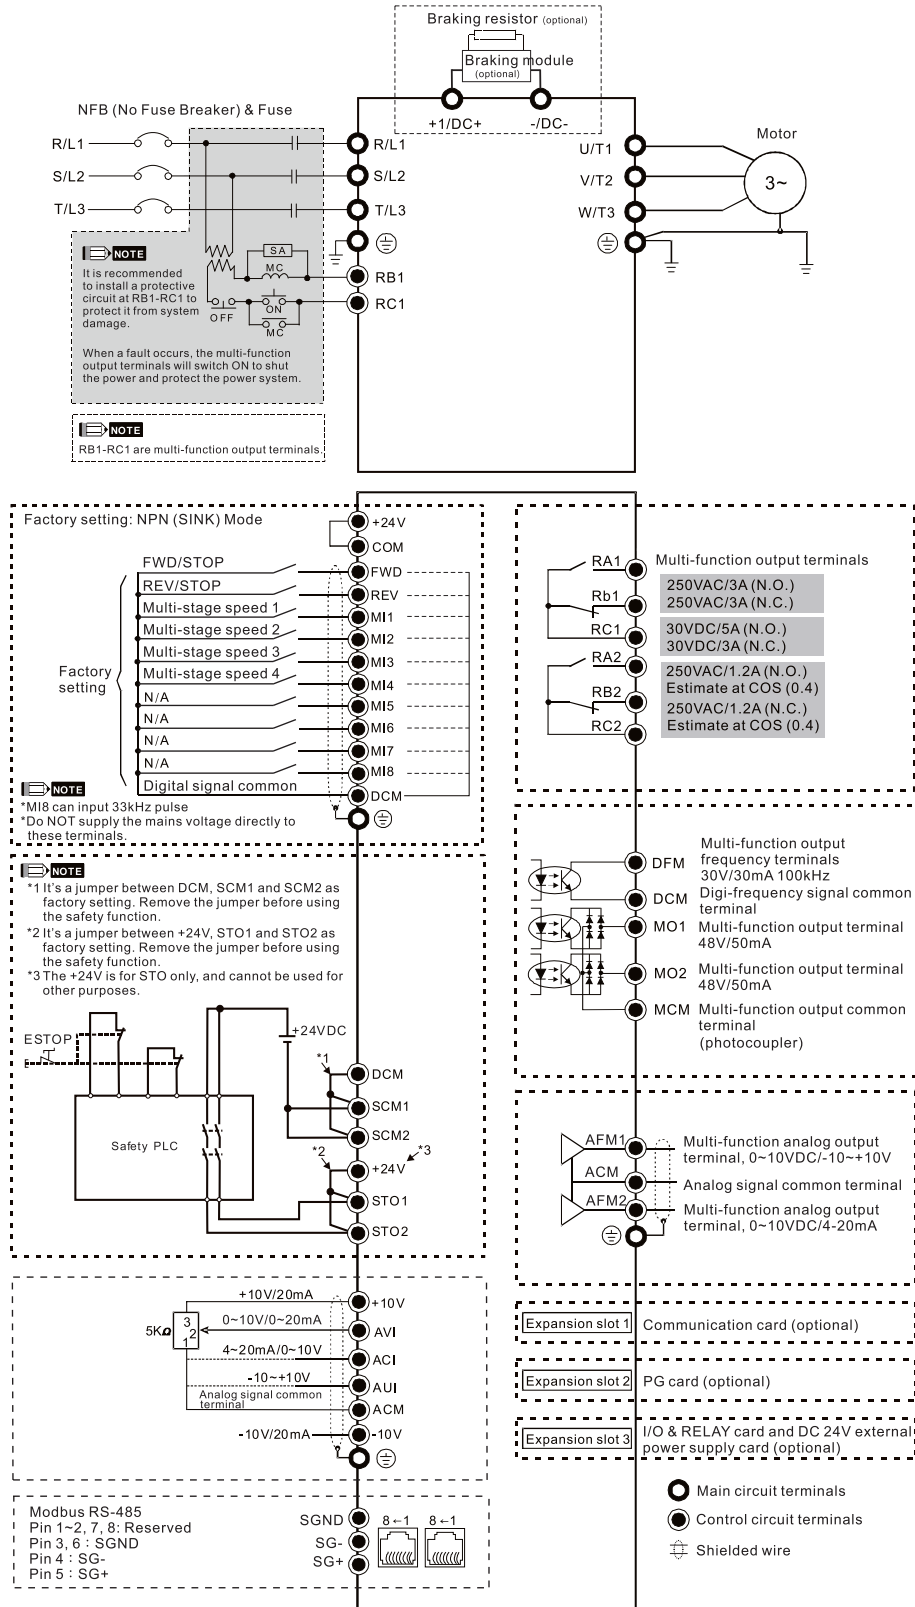 Braking resistor (optional)
Braking module
(optional)
NFB (No Fuse Breaker) & Fuse
+1/DC+
-/DC-
R/L1
S/L2
T/L3
R/L1
S/L2
T/L3
RB1
RC1
SA
MC
ON
OFF
MC
NOTE
It is recommended
to install a protective
circuit at RB1-RC1 to
protect it from system
damage.
When a fault occurs, the multi-function
output terminals will switch ON to shut
the power and protect the power system.
NOTE
RB1-RC1 are multi-function output terminals.
U/T1
V/T2
W/T3
Motor
3~
Factory setting: NPN (SINK) Mode
+24V
COM
FWD/STOP
FWD
REV/STOP
REV
Multi-stage speed 1
MI1
Multi-stage speed 2
MI2
Multi-stage speed 3
MI3
Multi-stage speed 4
MI4
N/A
MI5
N/A
MI6
N/A
MI7
N/A
MI8
Digital signal common
DCM
Factory
setting
NOTE
*MI8 can input 33kHz pulse
*Do NOT supply the mains voltage directly to
these terminals.
NOTE
*1 It's a jumper between DCM, SCM1 and SCM2 as
factory setting. Remove the jumper before using
the safety function.
*2 It's a jumper between +24V, STO1 and STO2 as
factory setting. Remove the jumper before using
the safety function.
*3 The +24V is for STO only, and cannot be used for
other purposes.
ESTOP
+24VDC
Safety PLC
*1
DCM
SCM1
SCM2
*2
*3
+24V
STO1
STO2
+10V/20mA
+10V
5KΩ
3
2
1
0~10V/0~20mA
AVI
4~20mA/0~10V
ACI
-10~+10V
AUI
Analog signal common
terminal
ACM
-10V/20mA
-10V
Modbus RS-485
Pin 1~2, 7, 8: Reserved
Pin 3, 6 : SGND
Pin 4 : SG-
Pin 5 : SG+
SGND
SG-
SG+
8←1
8←1
RA1
Rb1
RC1
RA2
RB2
RC2
Multi-function output terminals
250VAC/3A (N.O.)
250VAC/3A (N.C.)
30VDC/5A (N.O.)
30VDC/3A (N.C.)
250VAC/1.2A (N.O.)
Estimate at COS (0.4)
250VAC/1.2A (N.C.)
Estimate at COS (0.4)
DFM
Multi-function output
frequency terminals
30V/30mA 100kHz
DCM
Digi-frequency signal common
terminal
MO1
Multi-function output terminal
48V/50mA
MO2
Multi-function output terminal
48V/50mA
MCM
Multi-function output common
terminal
(photocoupler)
AFM1
Multi-function analog output
terminal, 0~10VDC/-10~+10V
ACM
Analog signal common terminal
AFM2
Multi-function analog output
terminal, 0~10VDC/4-20mA
Expansion slot 1
Communication card (optional)
Expansion slot 2
PG card (optional)
Expansion slot 3
I/O & RELAY card and DC 24V external
power supply card (optional)
Main circuit terminals
Control circuit terminals
Shielded wire